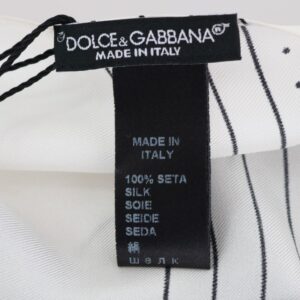 DOLCE & GABBANA
MADE IN ITALY
MADE IN
ITALY
100% SETA
SILK
SOIE
SEIDE
SEDA
絹
ШЕЛК